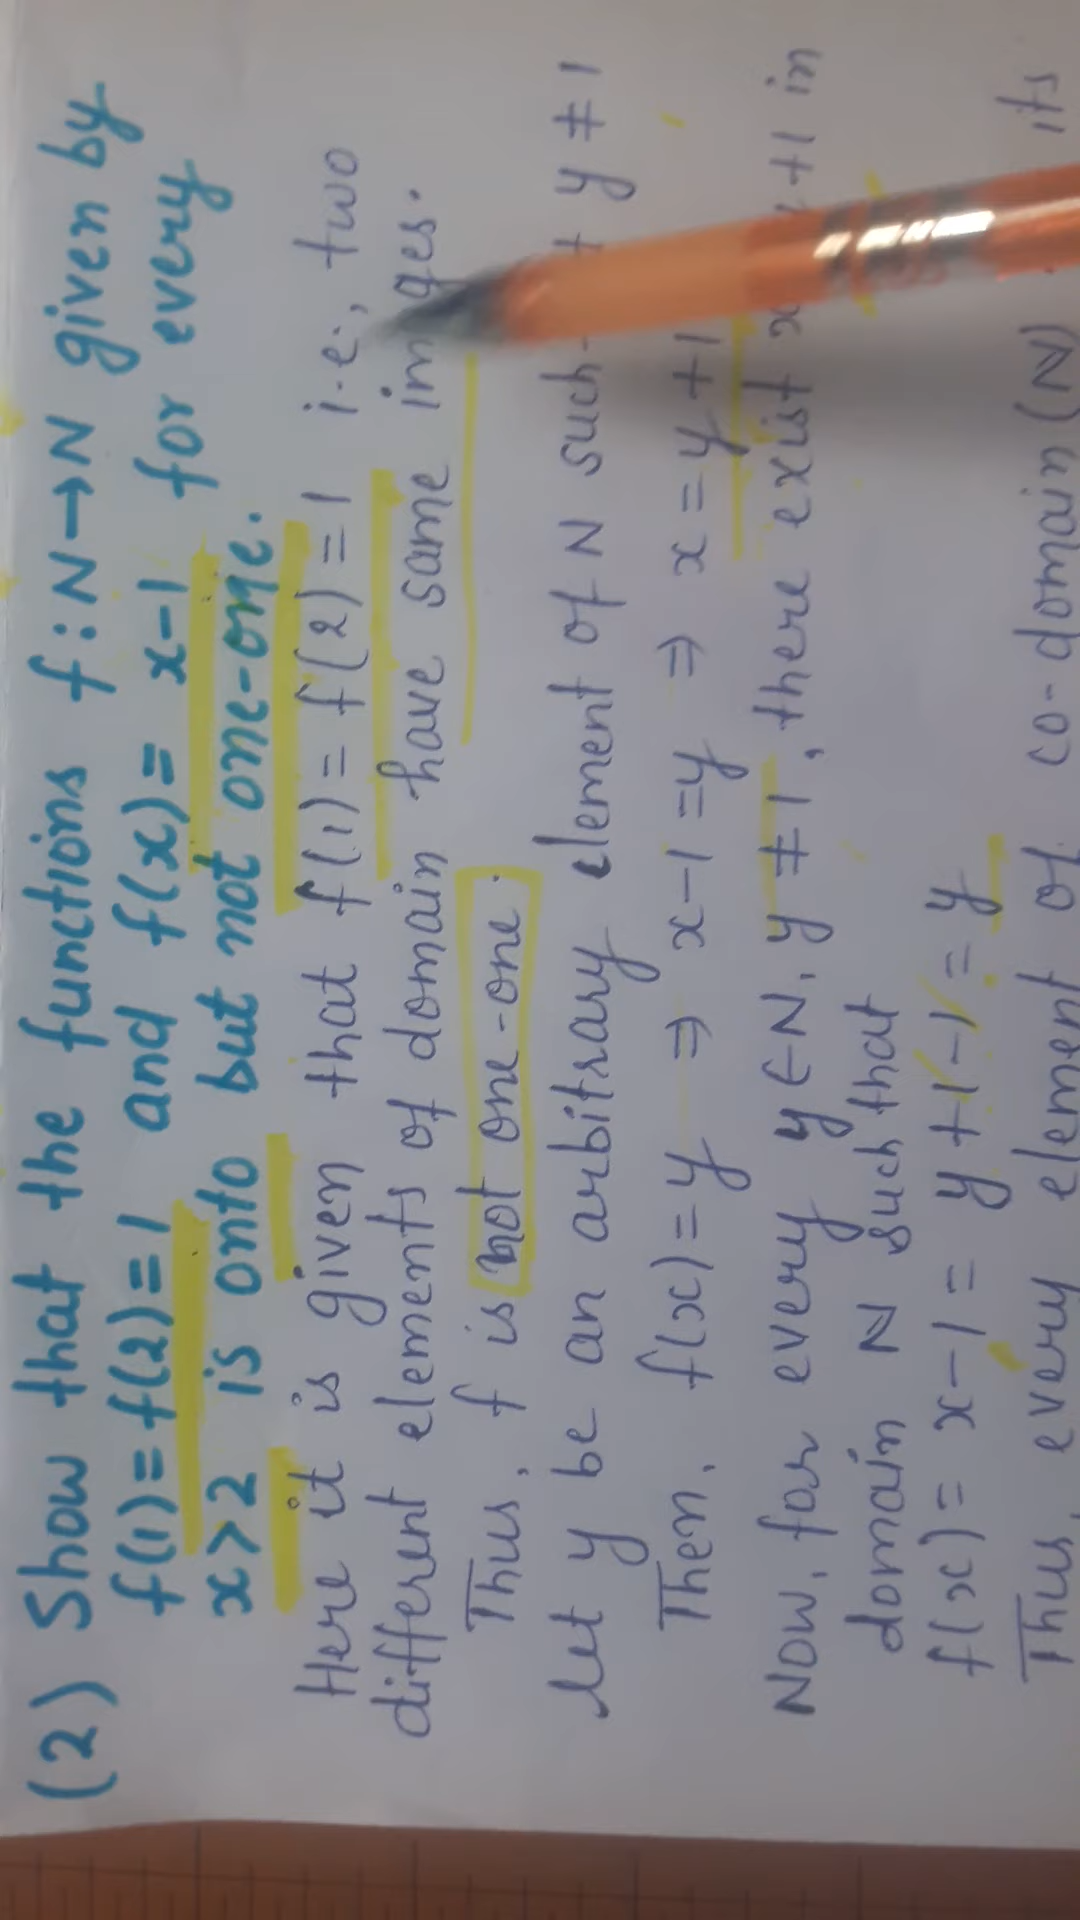 (2) Show that the functions f : N → N given by
f(1) = f(2) = 1 and f(x) = x-1 for every
x > 2 is onto but not one-one.
Here it is given that f(1) = f(2) = 1 i.e., two
different elements of domain have same images.
Thus, f is not one-one.
Let y be an arbitrary element of N such y ≠ 1
Then, f(x) = y ⇒ x-1 = y ⇒ x = y+1
Now, for every y ∈ N, y ≠ 1, there exist x +1 in
domain N such that
f(x) = x-1 = y+1-1 = y
Thus, every element of co-domain (N) its